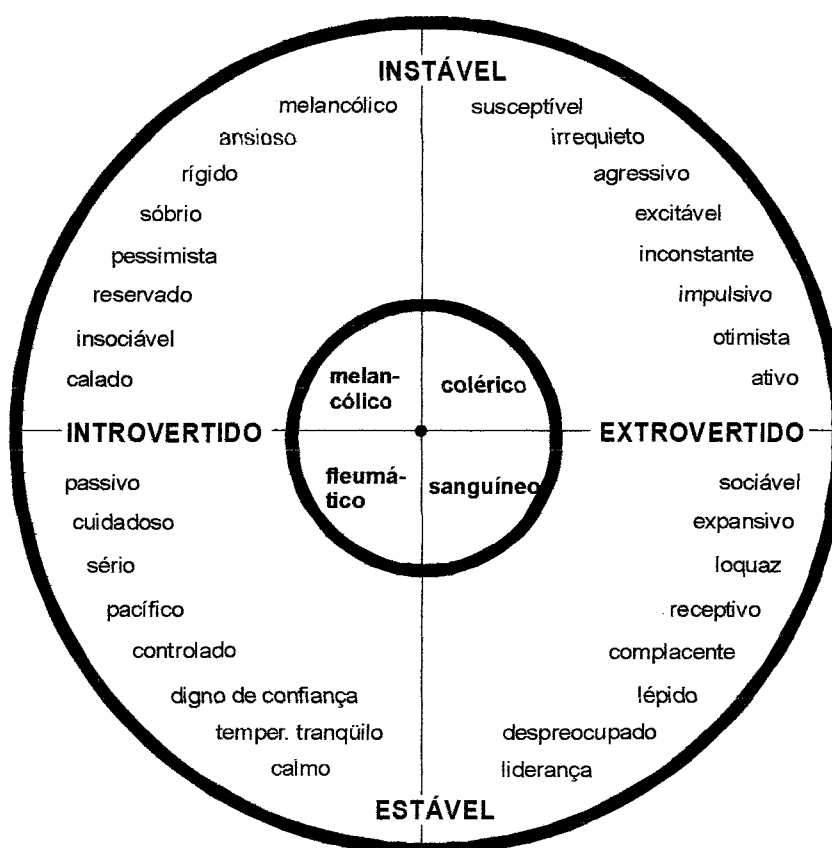 INSTÁVEL
melancólico
ansioso
rígido
sóbrio
pessimista
reservado
insociável
calado
susceptível
irrequieto
agressivo
excitável
inconstante
impulsivo
otimista
ativo
melan-
cólico
colérico
INTROVERTIDO
EXTROVERTIDO
fleumá-
tico
sanguíneo
passivo
cuidadoso
sério
pacífico
controlado
digno de confiança
temper. tranqüilo
calmo
sociável
expansivo
loquaz
receptivo
complacente
lépido
despreocupado
liderança
ESTÁVEL